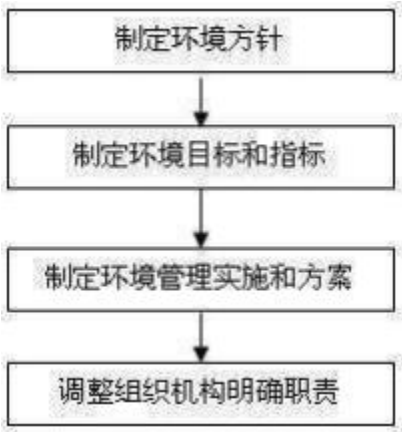 制定环境方针
制定环境目标和指标
制定环境管理实施和方案
调整组织机构明确职责